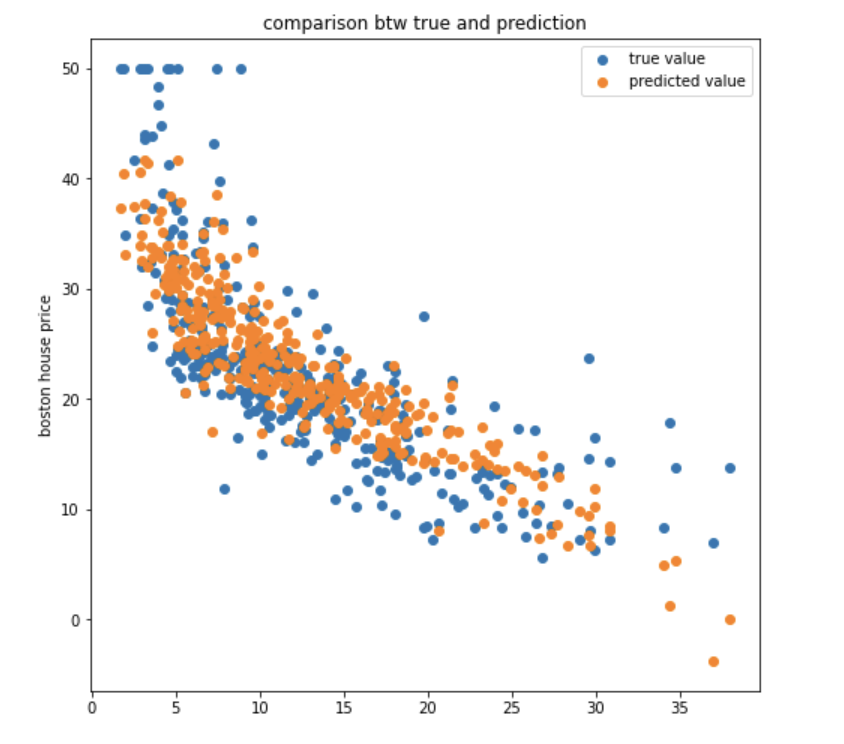 comparison btw true and prediction
true value
predicted value
50
40
30
20
10
0
boston house price
0 5 10 15 20 25 30 35